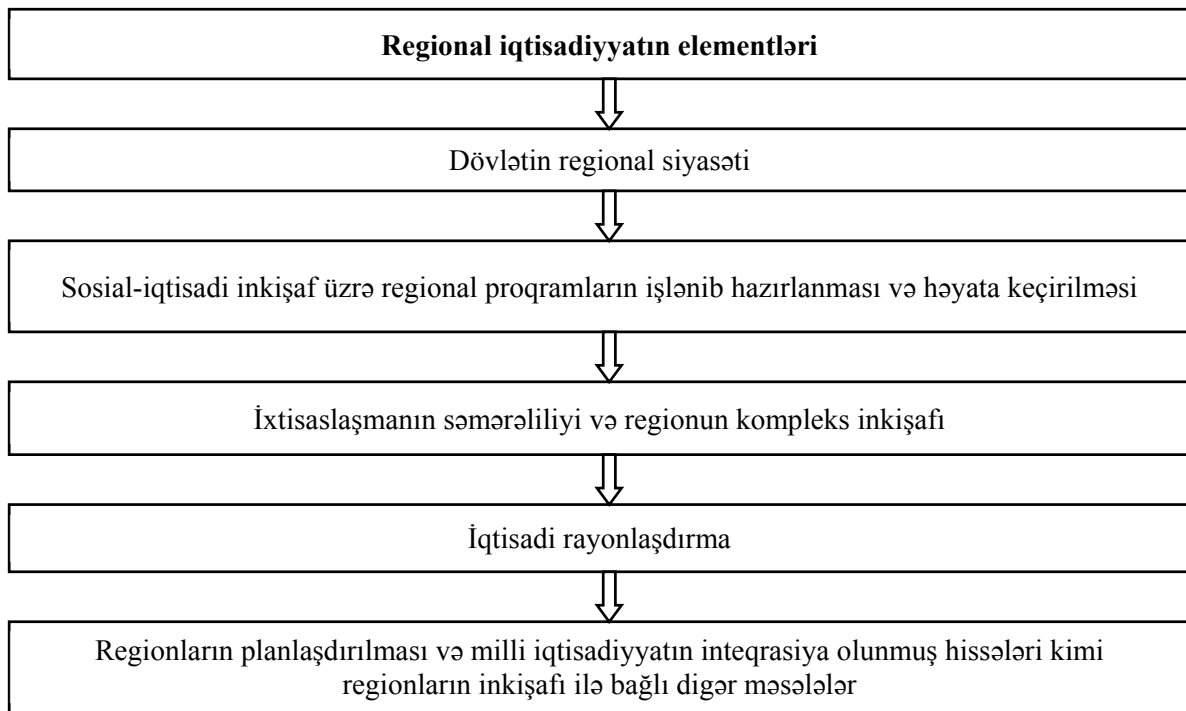 Regional iqtisadiyyatın elementləri
Dövlətin regional siyasəti
Sosial-iqtisadi inkişaf üzrə regional proqramların işlənib hazırlanması və həyata keçirilməsi
İxtisaslaşmanın səmərəliliyi və regionun kompleks inkişafı
İqtisadi rayonlaşdırma
Regionların planlaşdırılması və milli iqtisadiyyatın inteqrasiya olunmuş hissələri kimi
regionların inkişafı ilə bağlı digər məsələlər